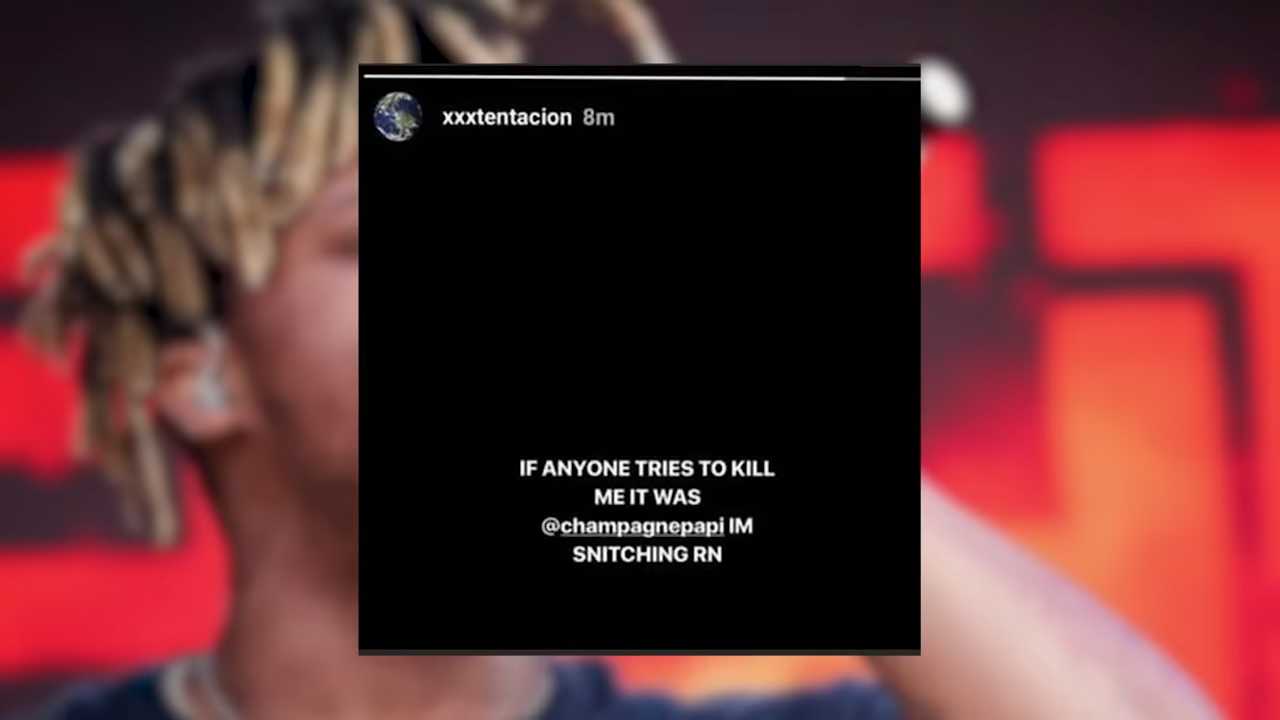 xxxtentacion 8m
IF ANYONE TRIES TO KILL
ME IT WAS
@champagnepapi IM
SNITCHING RN